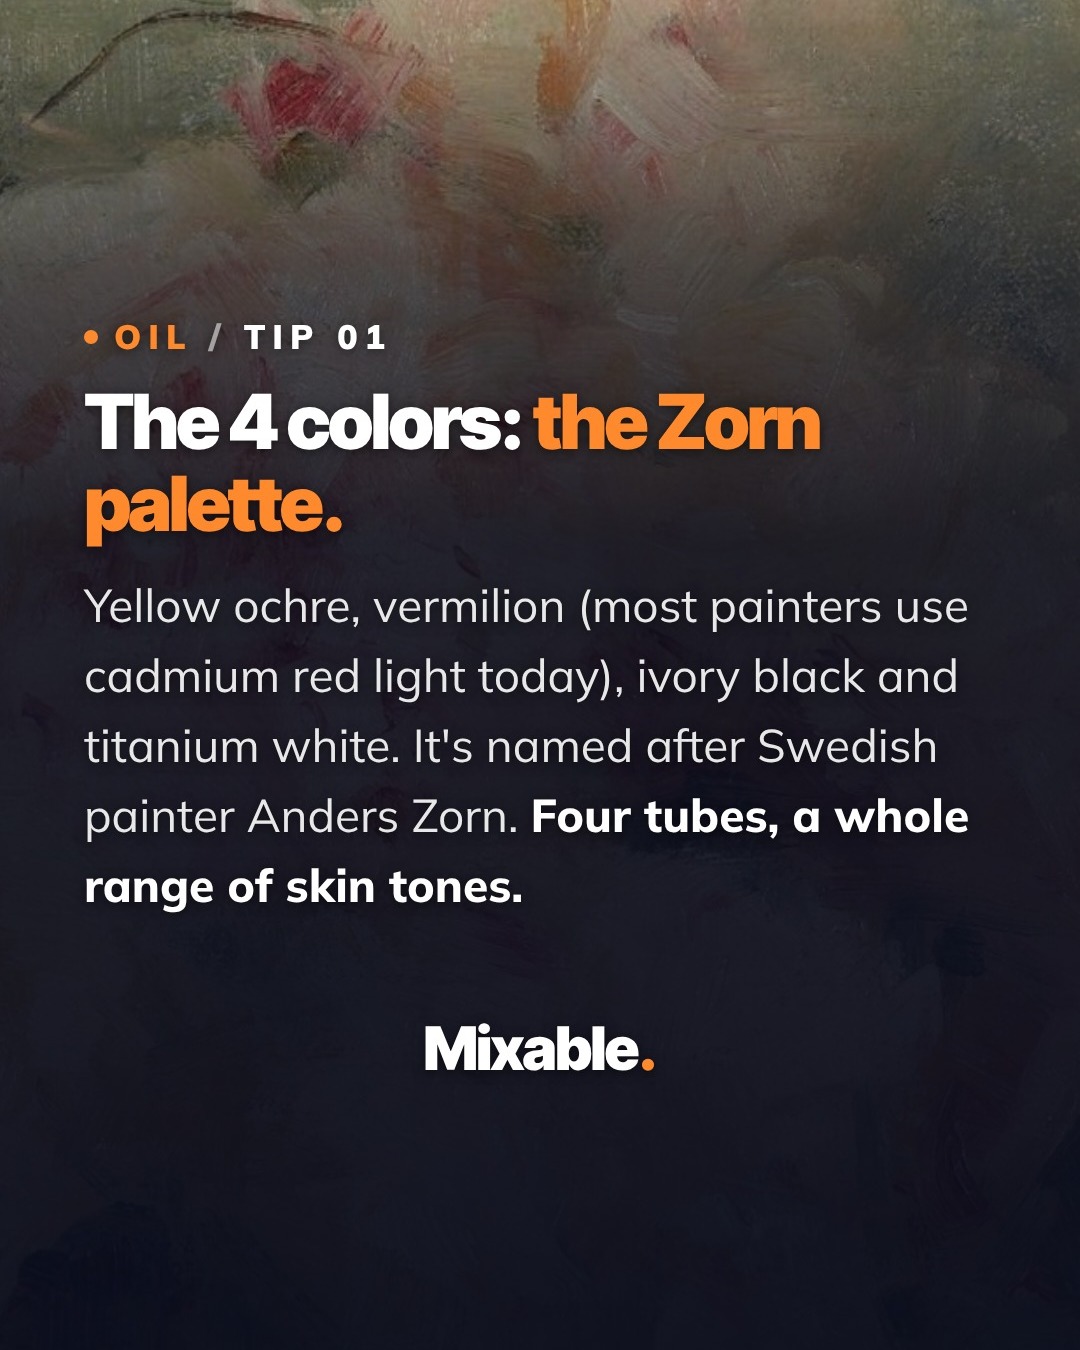 • OIL / TIP 01
The 4 colors: the Zorn
palette.
Yellow ochre, vermilion (most painters use
cadmium red light today), ivory black and
titanium white. It's named after Swedish
painter Anders Zorn. Four tubes, a whole
range of skin tones.
Mixable.